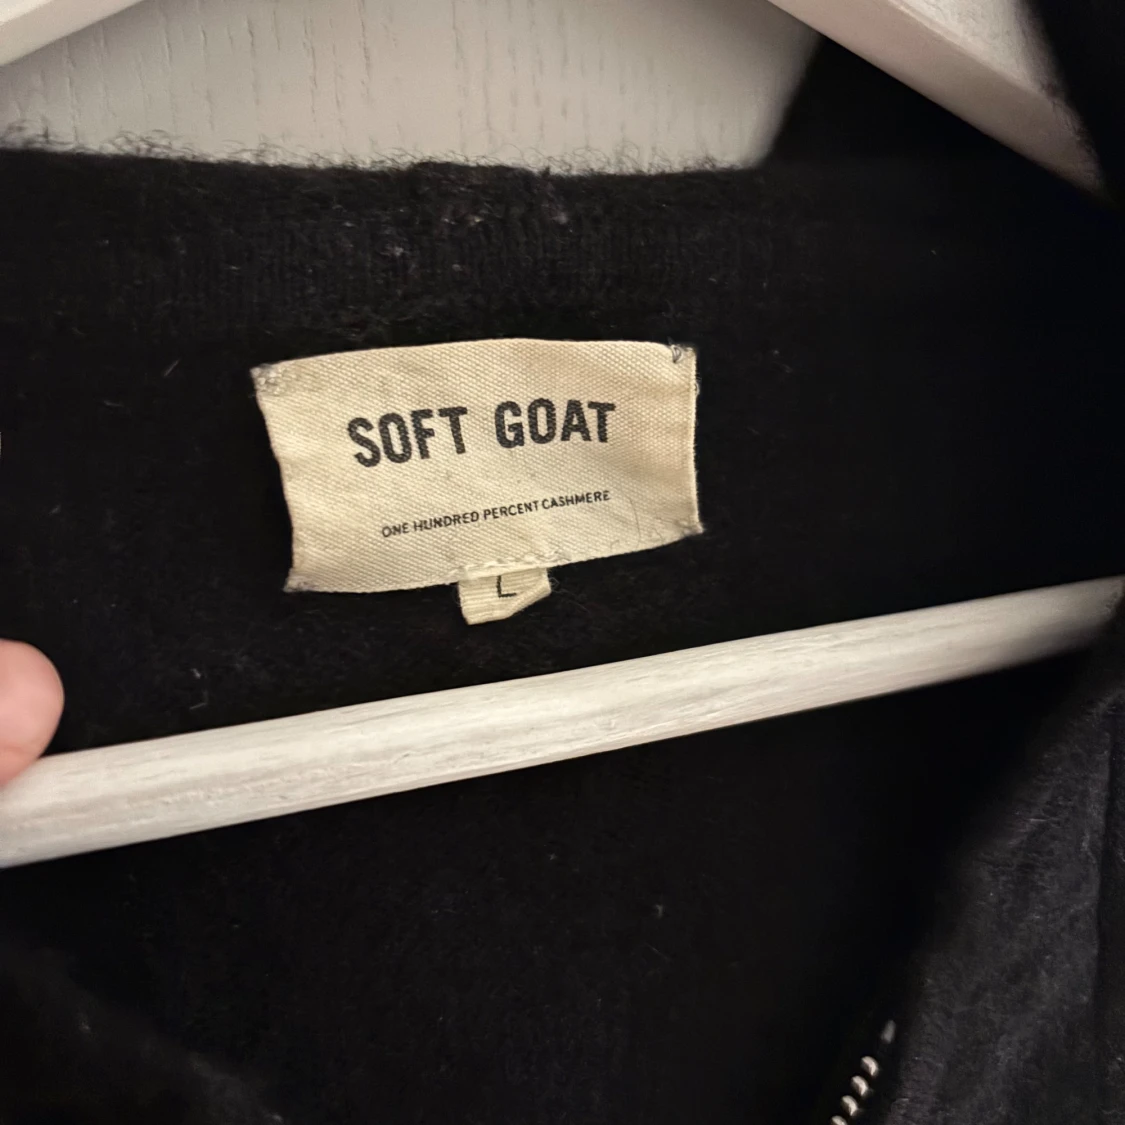 SOFT GOAT
ONE HUNDRED PERCENT CASHMERE
L